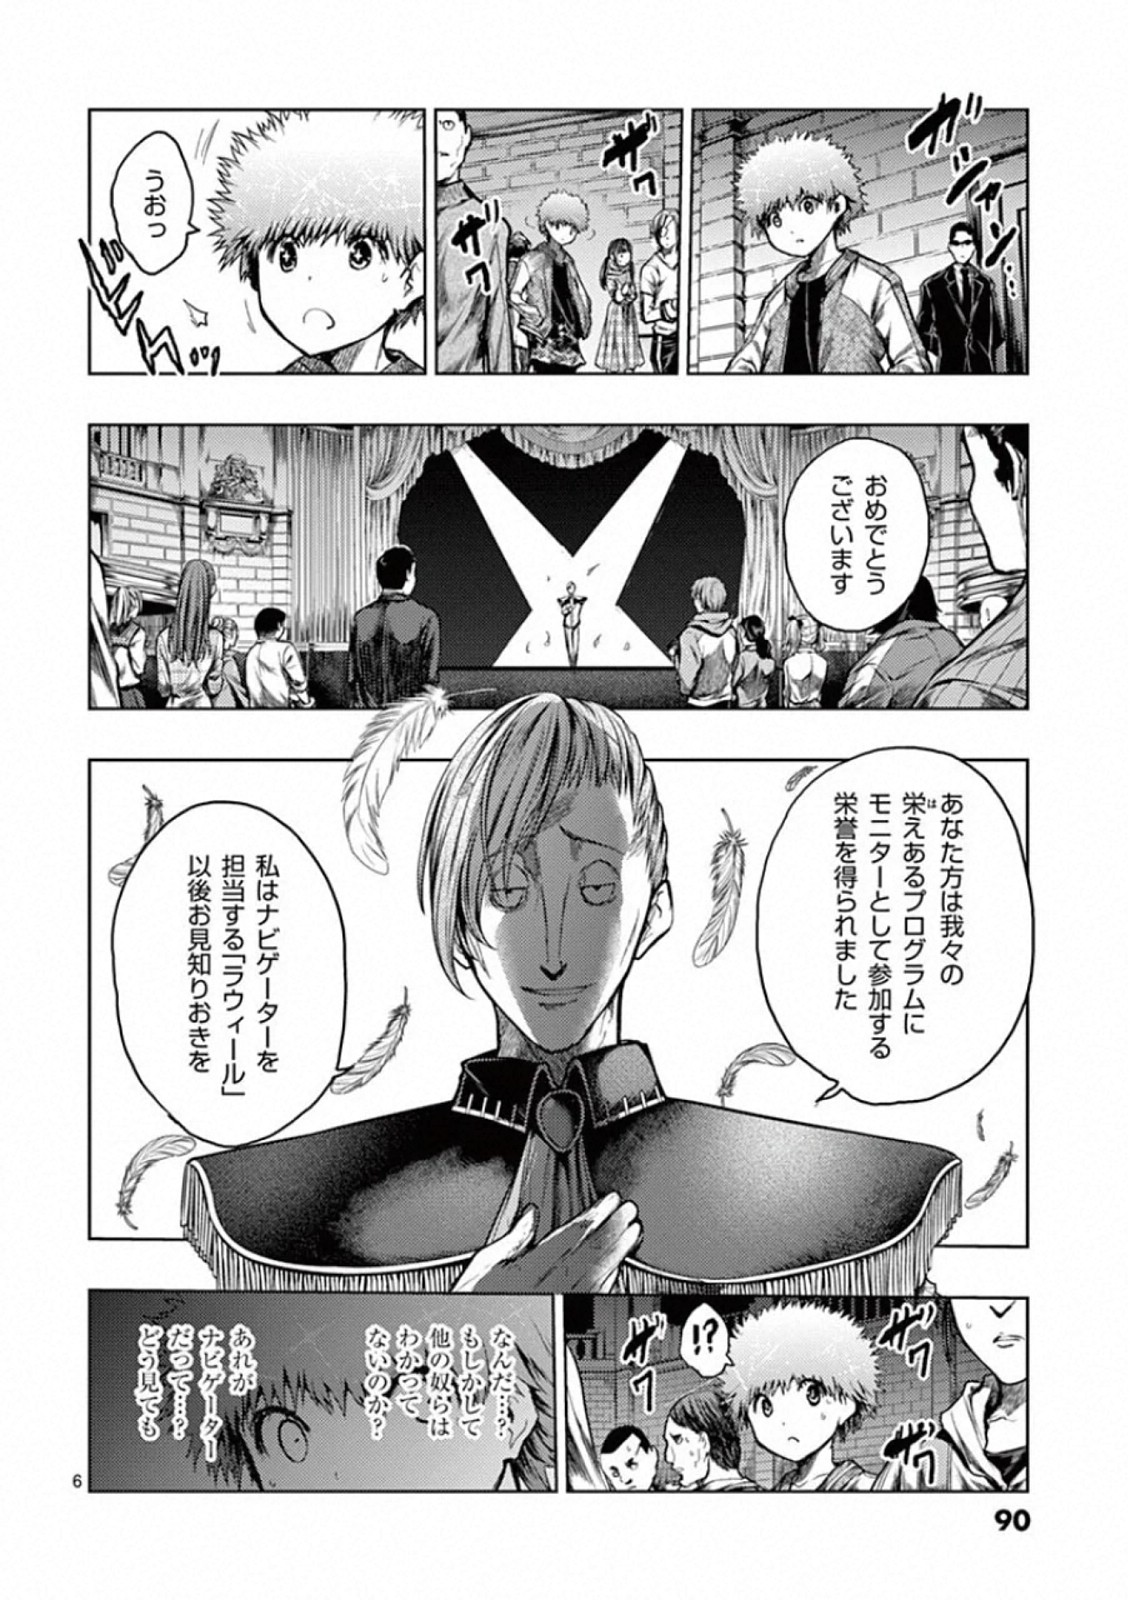 シャッ
ザワ
ザワ
うおっ
ドドドドン…
おめでとう
ございます
あなた方は我々の
栄えあるプログラムに
は
モニターとして参加する
栄誉を得られました
私はナビゲーターを
担当する「ラウィール」
以後お見知りおきを
ザワ
ザワ
!?
なんだ…?
もしかして
他の奴らは
わかって
ないのか?
あれが
ナビゲーター
だって…?
どう見ても
6
90